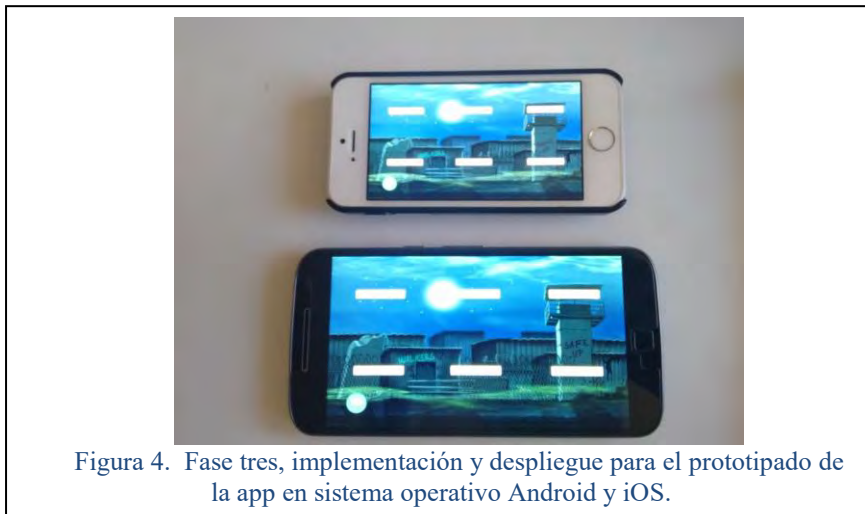 Figura 4. Fase tres, implementación y despliegue para el prototipado de
la app en sistema operativo Android y iOS.